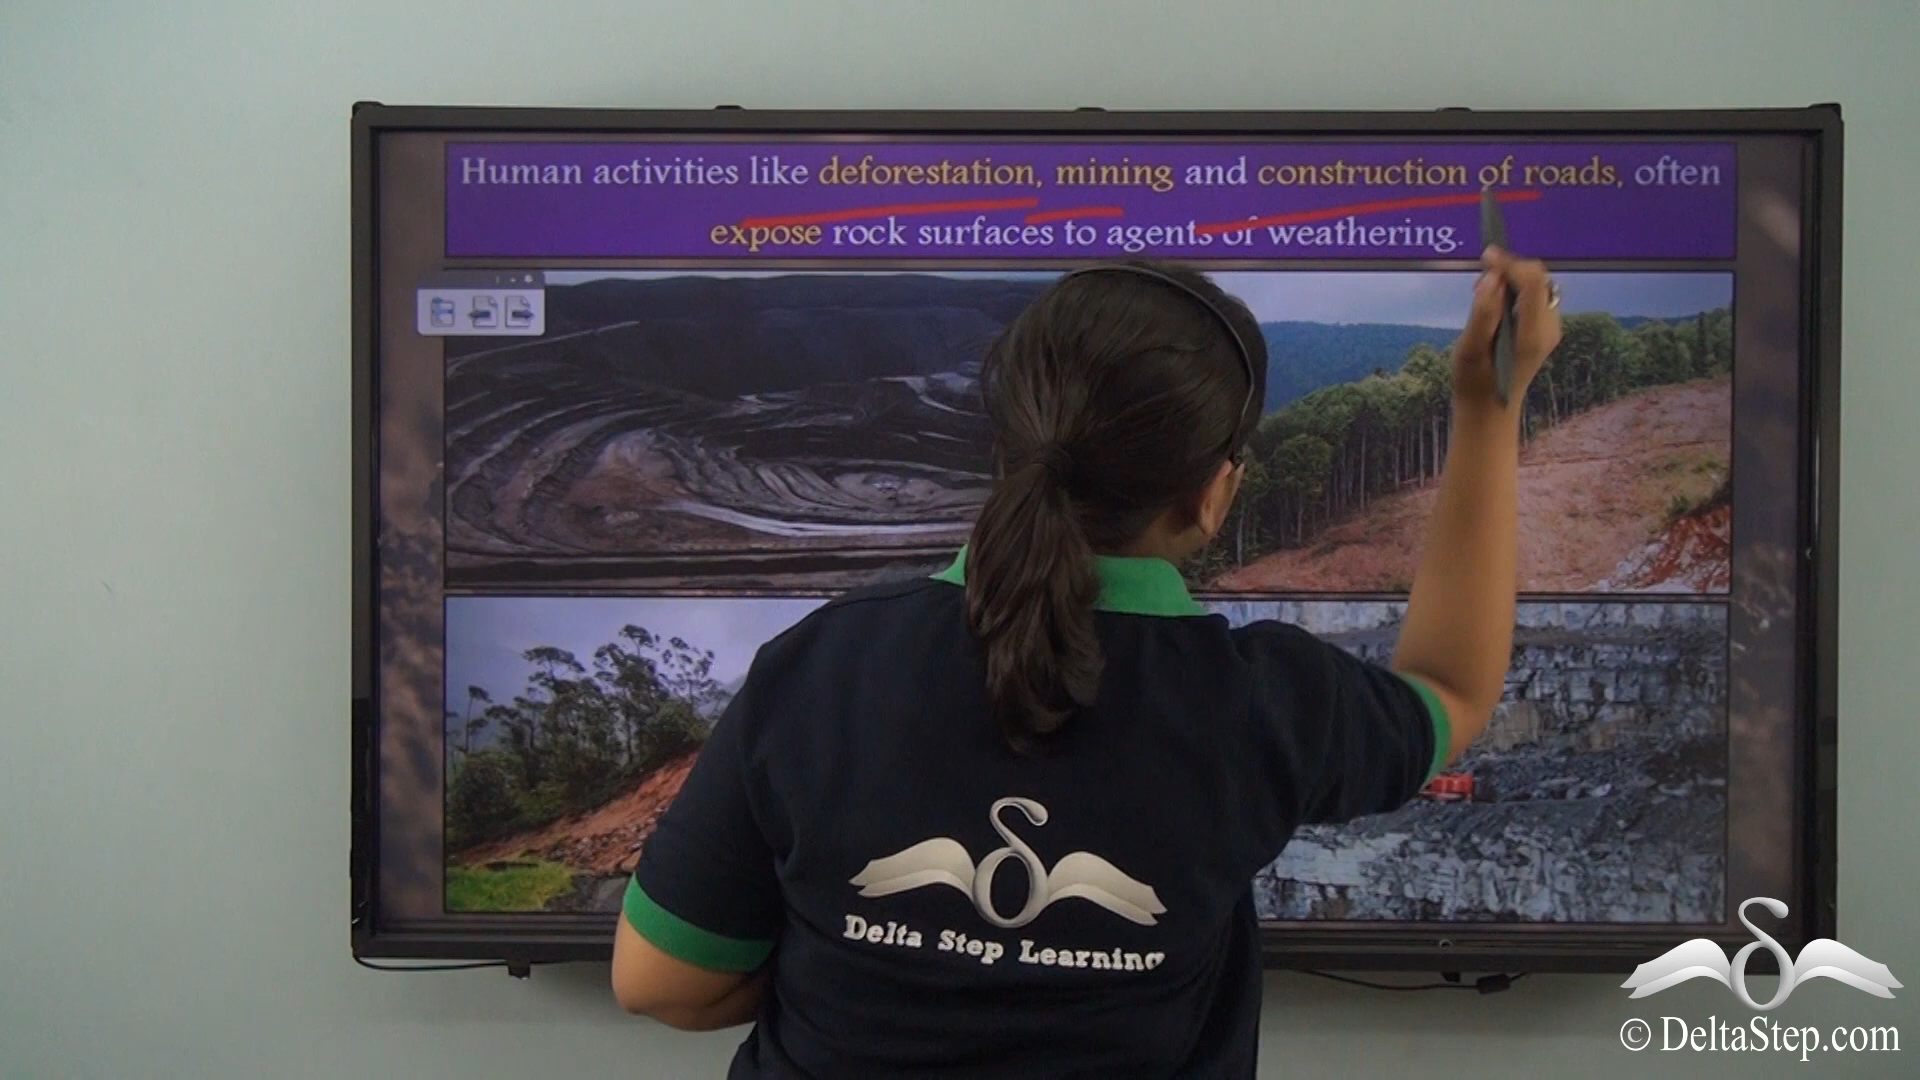 Human activities like deforestation, mining and construction of roads, often
expose rock surfaces to agents of weathering.
Delta Step Learning
© DeltaStep.com